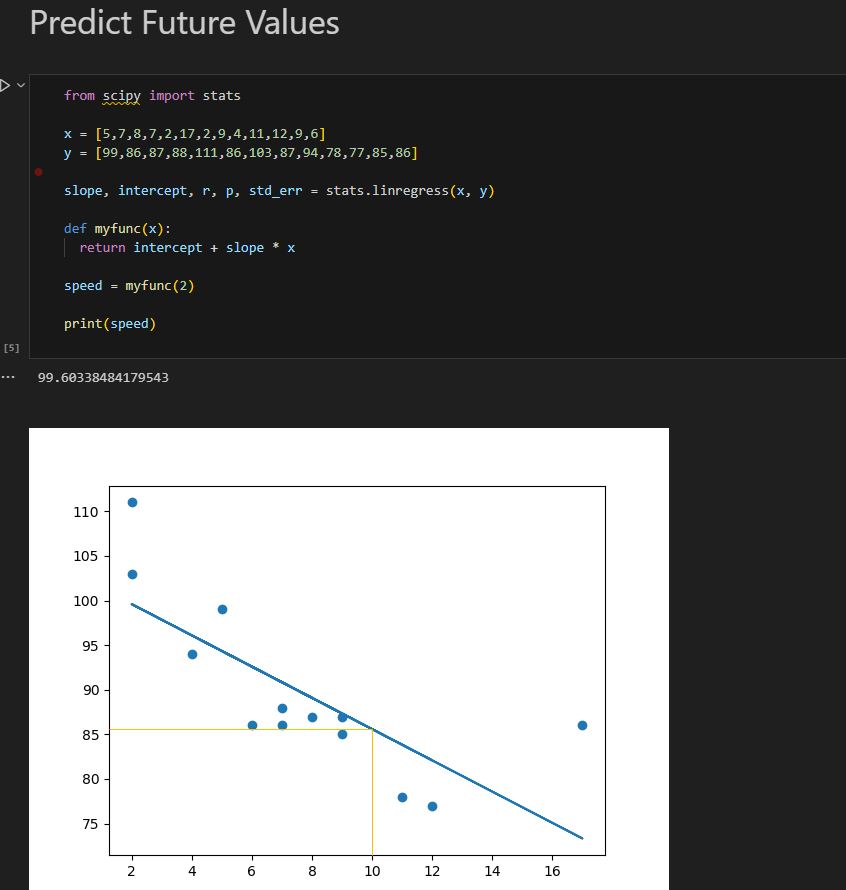 Predict Future Values
from scipy import stats
x = [5,7,8,7,2,17,2,9,4,11,12,9,6]
y = [99,86,87,88,111,86,103,87,94,78,77,85,86]
slope, intercept, r, p, std_err = stats.linregress(x, y)
def myfunc(x):
  return intercept + slope * x
speed = myfunc(2)
print(speed)
[5]
... 99.60338484179543
110
105
100
95
90
85
80
75
2 4 6 8 10 12 14 16